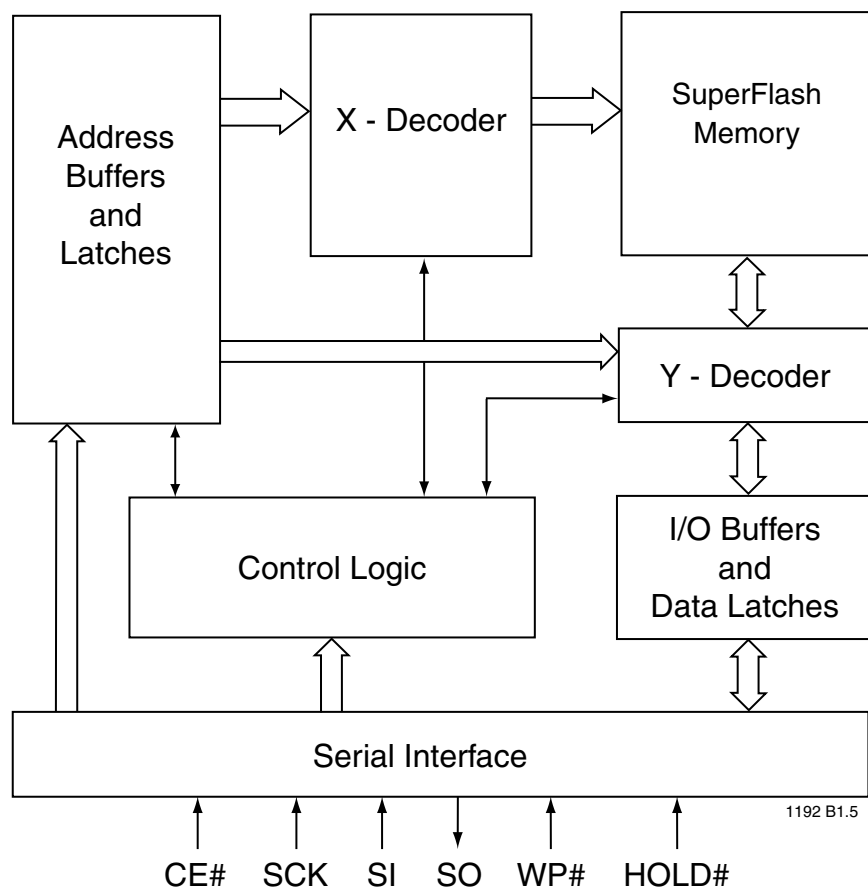 Address
Buffers
and
Latches
X - Decoder
SuperFlash
Memory
Y - Decoder
Control Logic
I/O Buffers
and
Data Latches
Serial Interface
1192 B1.5
CE# SCK SI SO WP# HOLD#